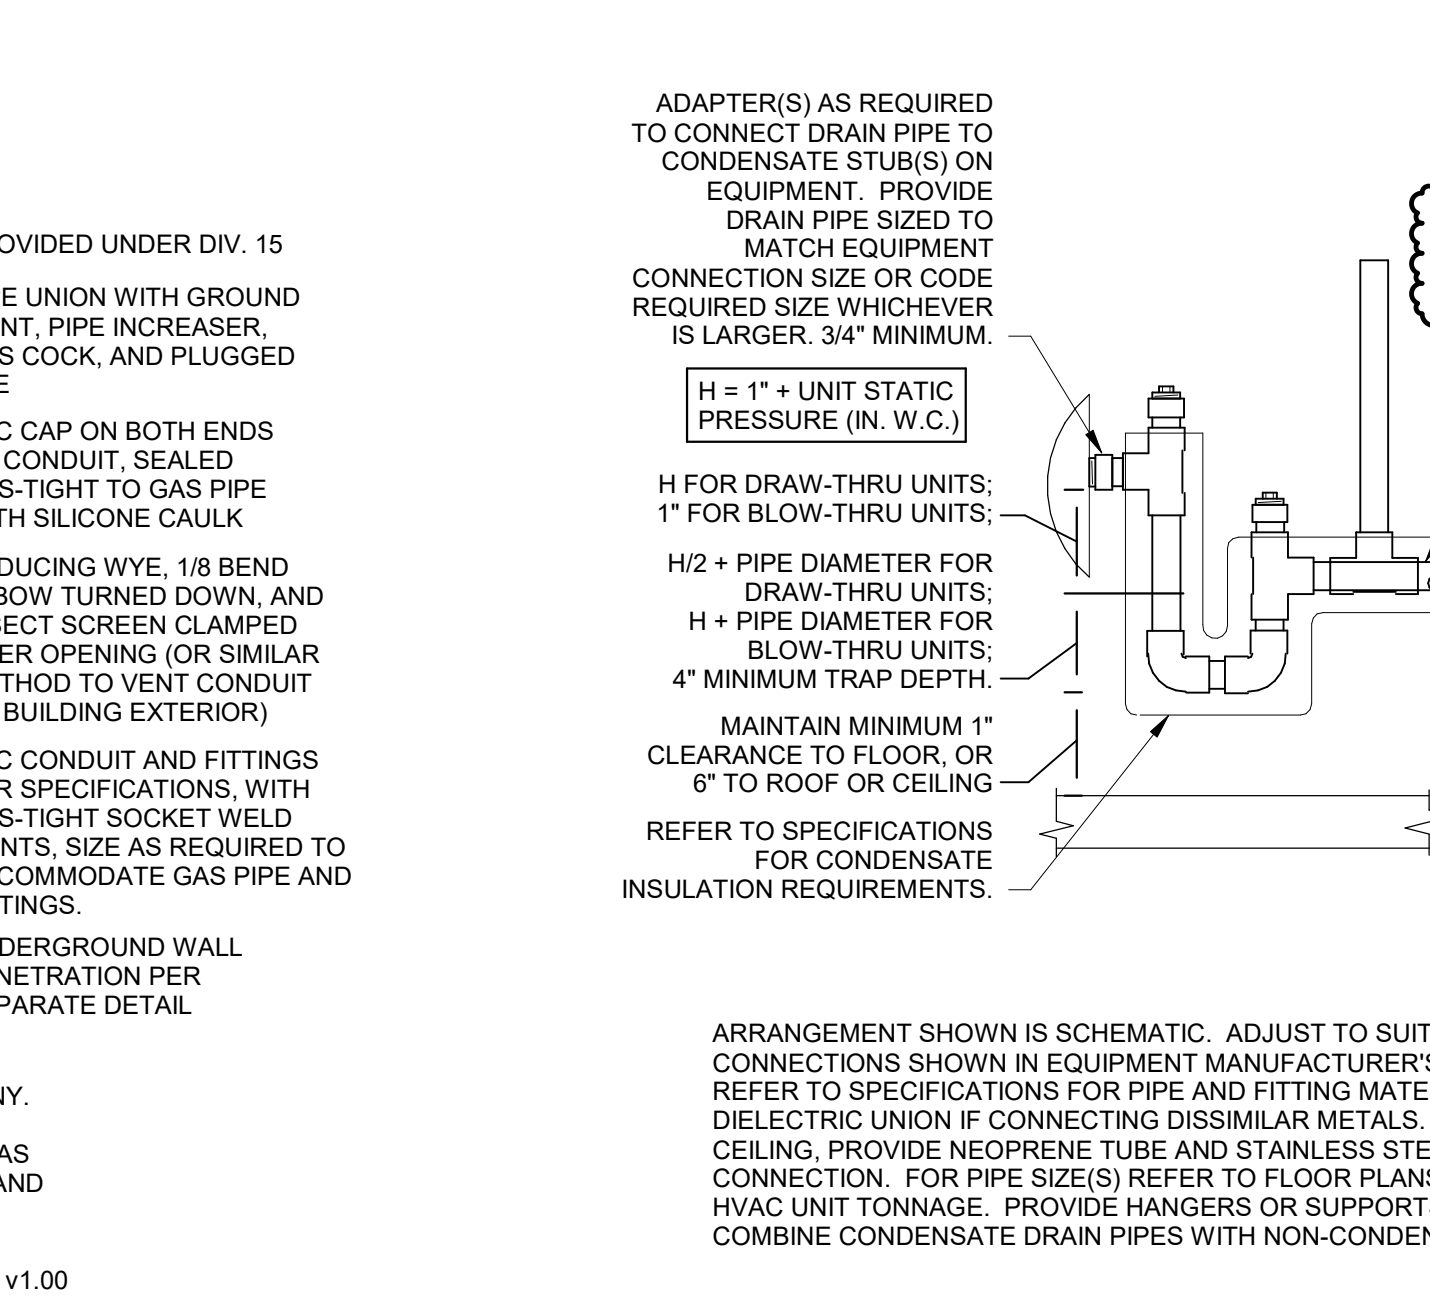 OVIDED UNDER DIV. 15
E UNION WITH GROUND
NT, PIPE INCREASER,
S COCK, AND PLUGGED
E
C CAP ON BOTH ENDS
CONDUIT, SEALED
S-TIGHT TO GAS PIPE
TH SILICONE CAULK
DUCING WYE, 1/8 BEND
BOW TURNED DOWN, AND
SECT SCREEN CLAMPED
ER OPENING (OR SIMILAR
THOD TO VENT CONDUIT
BUILDING EXTERIOR)
C CONDUIT AND FITTINGS
R SPECIFICATIONS, WITH
S-TIGHT SOCKET WELD
NTS, SIZE AS REQUIRED TO
COMMODATE GAS PIPE AND
TINGS.
DERGROUND WALL
NETRATION PER
PARATE DETAIL
NY.
AS
AND
v1.00
ADAPTER(S) AS REQUIRED
TO CONNECT DRAIN PIPE TO
CONDENSATE STUB(S) ON
EQUIPMENT.  PROVIDE
DRAIN PIPE SIZED TO
MATCH EQUIPMENT
CONNECTION SIZE OR CODE
REQUIRED SIZE WHICHEVER
IS LARGER. 3/4" MINIMUM.
H = 1" + UNIT STATIC
PRESSURE (IN. W.C.)
H FOR DRAW-THRU UNITS;
1" FOR BLOW-THRU UNITS;
H/2 + PIPE DIAMETER FOR
DRAW-THRU UNITS;
H + PIPE DIAMETER FOR
BLOW-THRU UNITS;
4" MINIMUM TRAP DEPTH.
MAINTAIN MINIMUM 1"
CLEARANCE TO FLOOR, OR
6" TO ROOF OR CEILING
REFER TO SPECIFICATIONS
FOR CONDENSATE
INSULATION REQUIREMENTS.
ARRANGEMENT SHOWN IS SCHEMATIC.  ADJUST TO SUIT
CONNECTIONS SHOWN IN EQUIPMENT MANUFACTURER'S
REFER TO SPECIFICATIONS FOR PIPE AND FITTING MATE
DIELECTRIC UNION IF CONNECTING DISSIMILAR METALS.
CEILING, PROVIDE NEOPRENE TUBE AND STAINLESS STE
CONNECTION.  FOR PIPE SIZE(S) REFER TO FLOOR PLANS
HVAC UNIT TONNAGE.  PROVIDE HANGERS OR SUPPORTS
COMBINE CONDENSATE DRAIN PIPES WITH NON-CONDEN